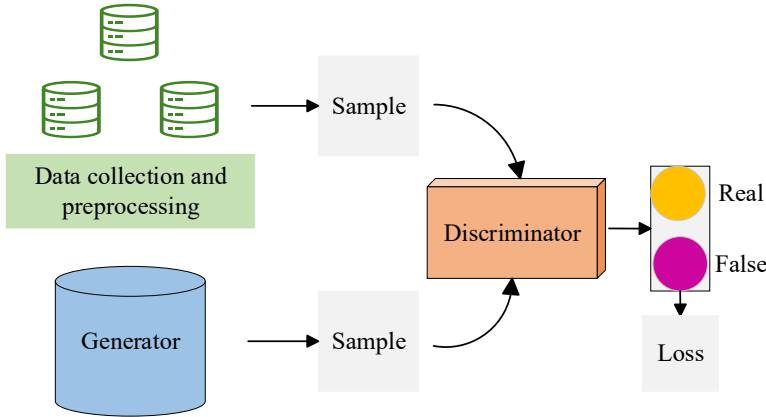 Sample
Data collection and
preprocessing
Discriminator
Real
False
Generator
Sample
Loss